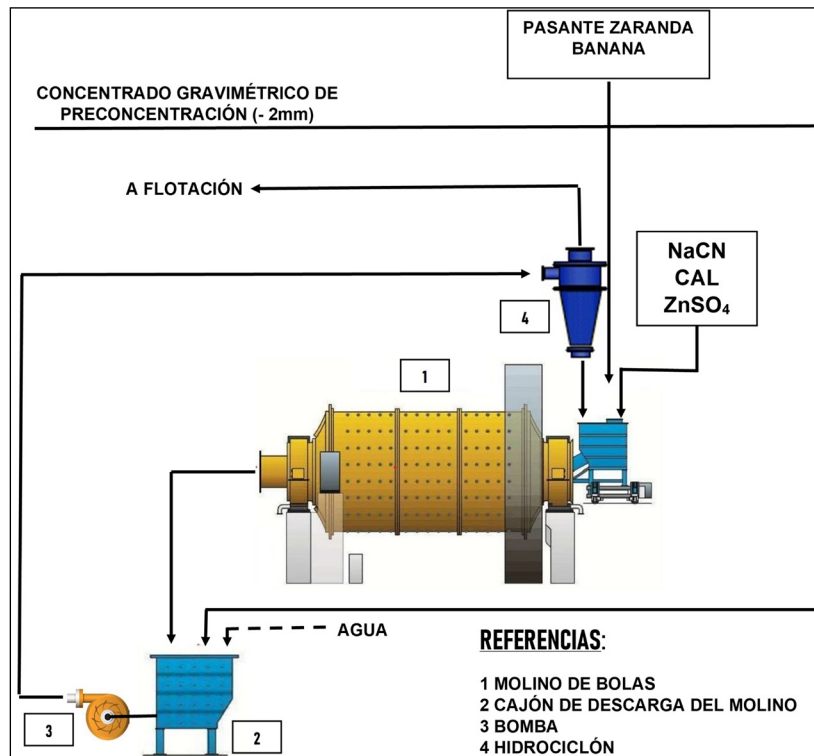 PASANTE ZARANDA
BANANA
CONCENTRADO GRAVIMÉTRICO DE
PRECONCENTRACIÓN (- 2mm)
A FLOTACIÓN
NaCN
CAL
ZnSO₄
4
1
AGUA
3
2
REFERENCIAS:
1 MOLINO DE BOLAS
2 CAJÓN DE DESCARGA DEL MOLINO
3 BOMBA
4 HIDROCICLÓN